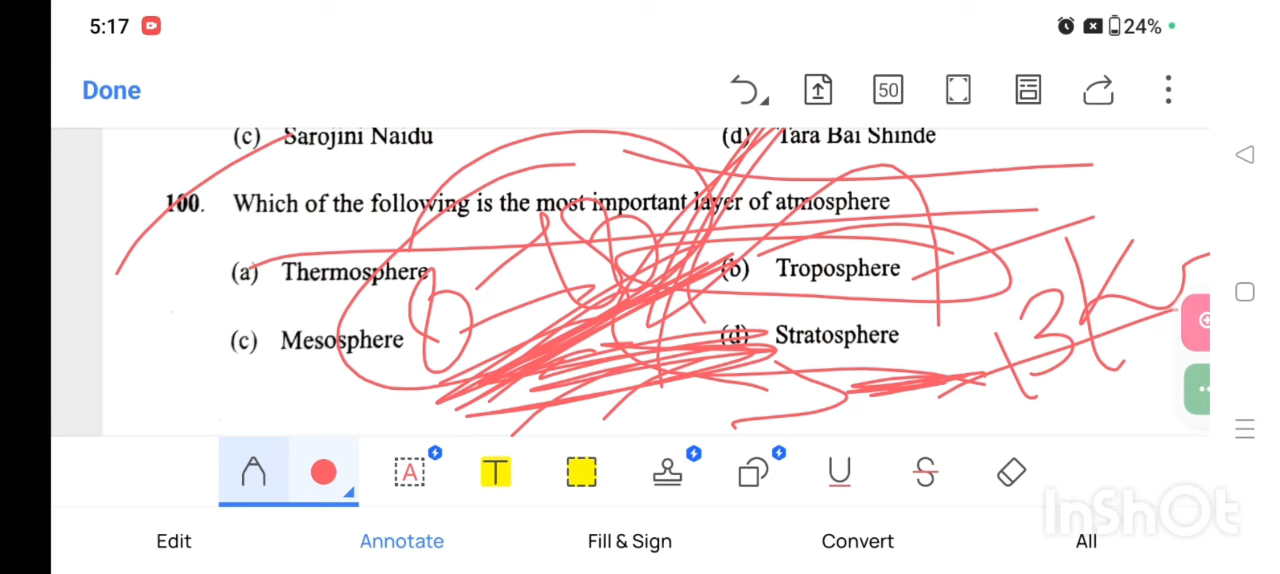 5:17 24%
Done 50
(c) Sarojini Naidu (d) Tara Bai Shinde
100. Which of the following is the most important layer of atmosphere
(a) Thermosphere (b) Troposphere
(c) Mesosphere (d) Stratosphere
A T U S
Edit Annotate Fill & Sign Convert All
InShOt